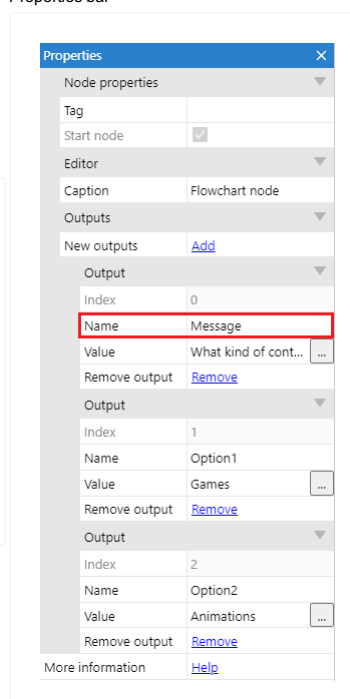 Properties bar
Properties
Node properties
Tag
Start node
Editor
Caption Flowchart node
Outputs
New outputs Add
Output
Index 0
Name Message
Value What kind of cont... ...
Remove output Remove
Output
Index 1
Name Option1
Value Games ...
Remove output Remove
Output
Index 2
Name Option2
Value Animations ...
Remove output Remove
More information Help